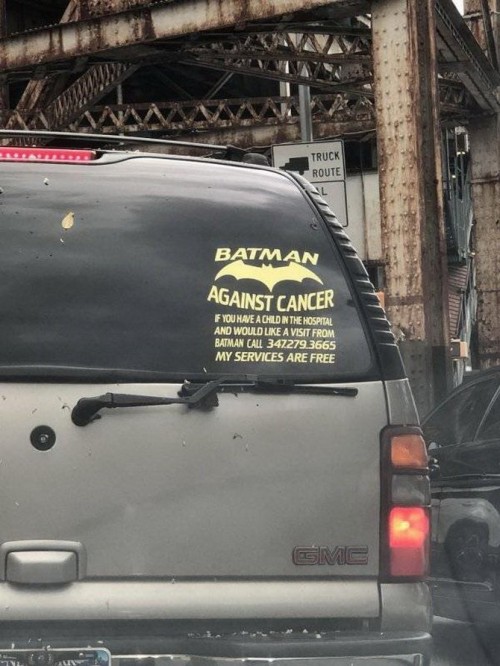 TRUCK
ROUTE
BATMAN
AGAINST CANCER
IF YOU HAVE A CHILD IN THE HOSPITAL
AND WOULD LIKE A VISIT FROM
BATMAN CALL 347.279.3665
MY SERVICES ARE FREE
GMC